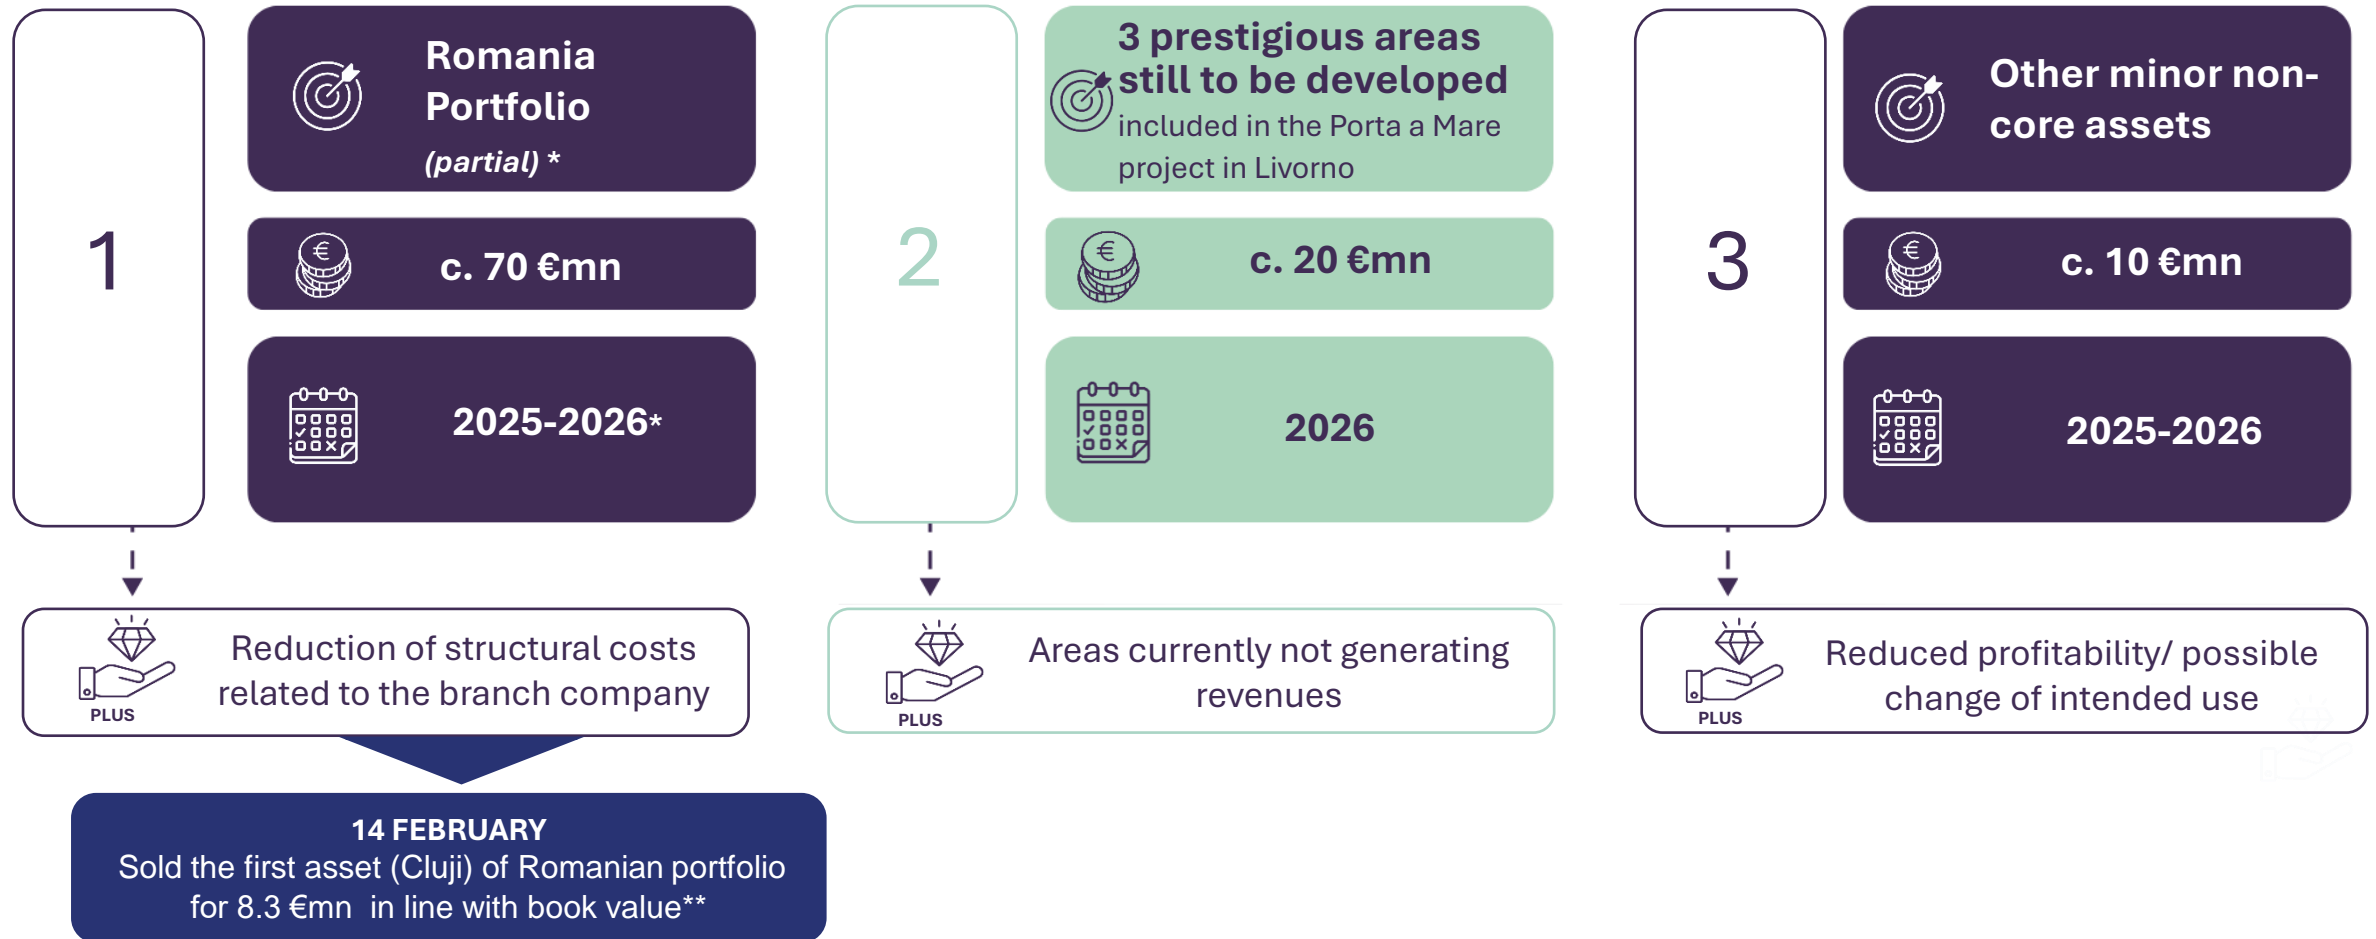 1
Romania
Portfolio
(partial) *
c. 70 €mn
2025-2026*
PLUS
Reduction of structural costs
related to the branch company
14 FEBRUARY
Sold the first asset (Cluji) of Romanian portfolio
for 8.3 €mn in line with book value**
2
3 prestigious areas
still to be developed
included in the Porta a Mare
project in Livorno
c. 20 €mn
2026
PLUS
Areas currently not generating
revenues
3
Other minor non-
core assets
c. 10 €mn
2025-2026
PLUS
Reduced profitability/ possible
change of intended use